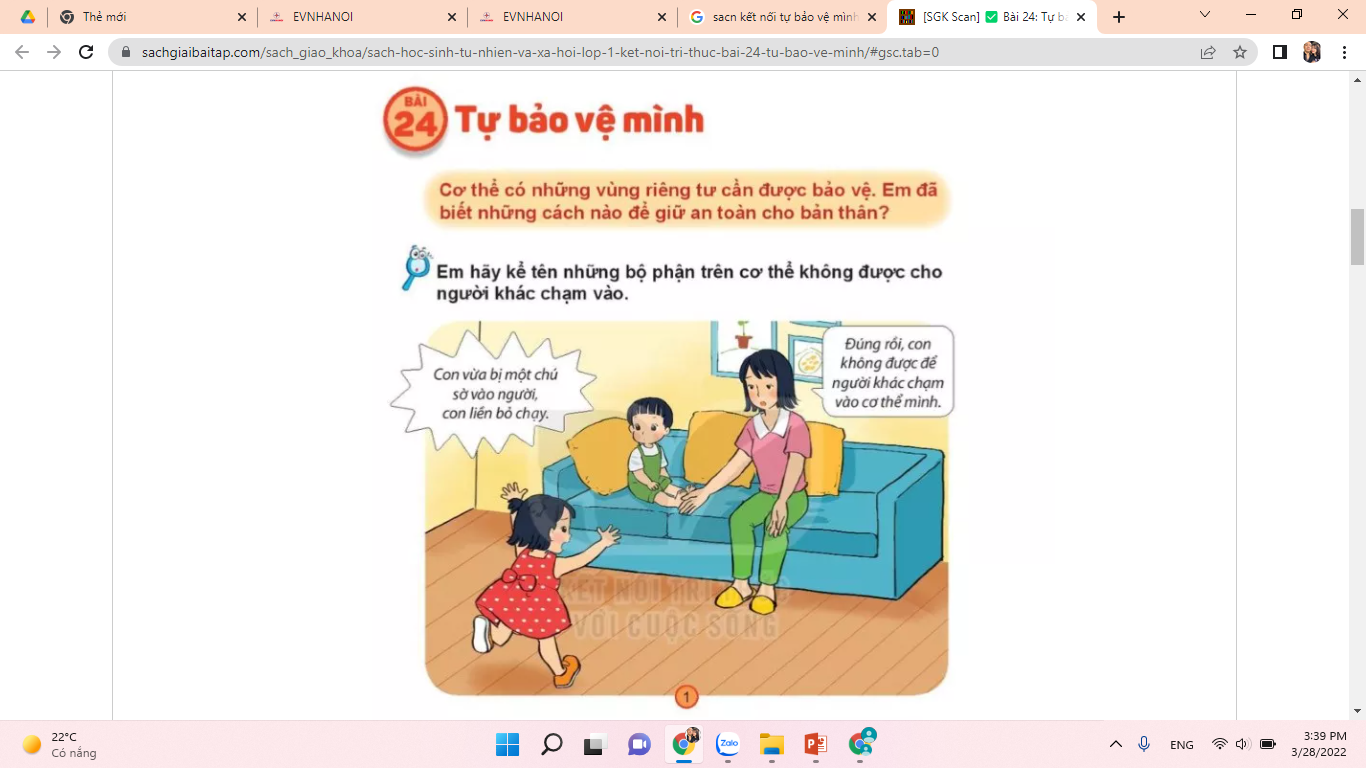 Thẻ mới
EVNHANOI
EVNHANOI
sacn kết nối tự bảo vệ mình
[SGK Scan] ✅ Bài 24: Tự bả
sachgiaibaitap.com/sach_giao_khoa/sach-hoc-sinh-tu-nhien-va-xa-hoi-lop-1-ket-noi-tri-thuc-bai-24-tu-bao-ve-minh/#gsc.tab=0
BÀI
24
Tự bảo vệ mình
Cơ thể có những vùng riêng tư cần được bảo vệ. Em đã
biết những cách nào để giữ an toàn cho bản thân?
Em hãy kể tên những bộ phận trên cơ thể không được cho
người khác chạm vào.
Con vừa bị một chú
sờ vào người,
con liền bỏ chạy.
Đúng rồi, con
không được để
người khác chạm
vào cơ thể mình.
KẾT NỐI TRI THỨC
VỚI CUỘC SỐNG
1
22°C
Có nắng
Zalo
ENG
3:39 PM
3/28/2022